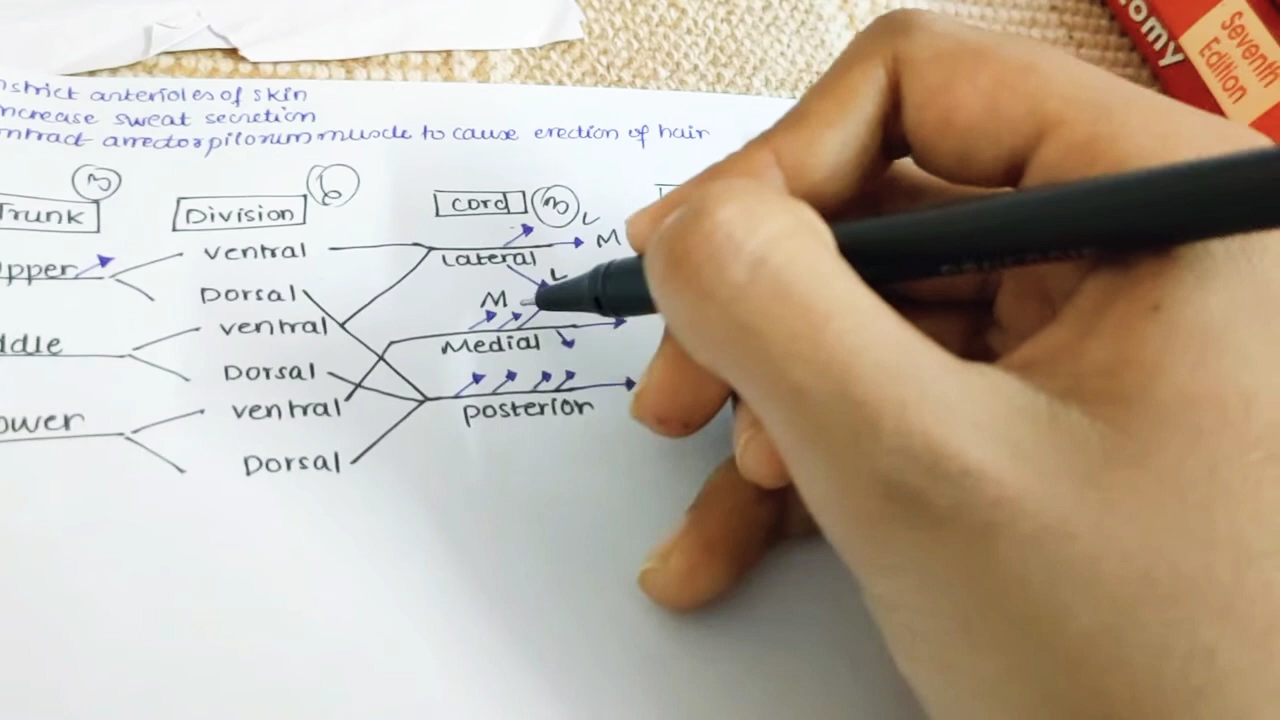 nstrict arterioles of skin
ncrease sweat secretion
ntract arrector pilorum muscle to cause erection of hair
3
6
Trunk
Division
Cord
3
L
pper
ventral
Lateral
M
Dorsal
L
M
ddle
ventral
Medial
Dorsal
ower
ventral
posterior
Dorsal
tomy
Seventh
Edition